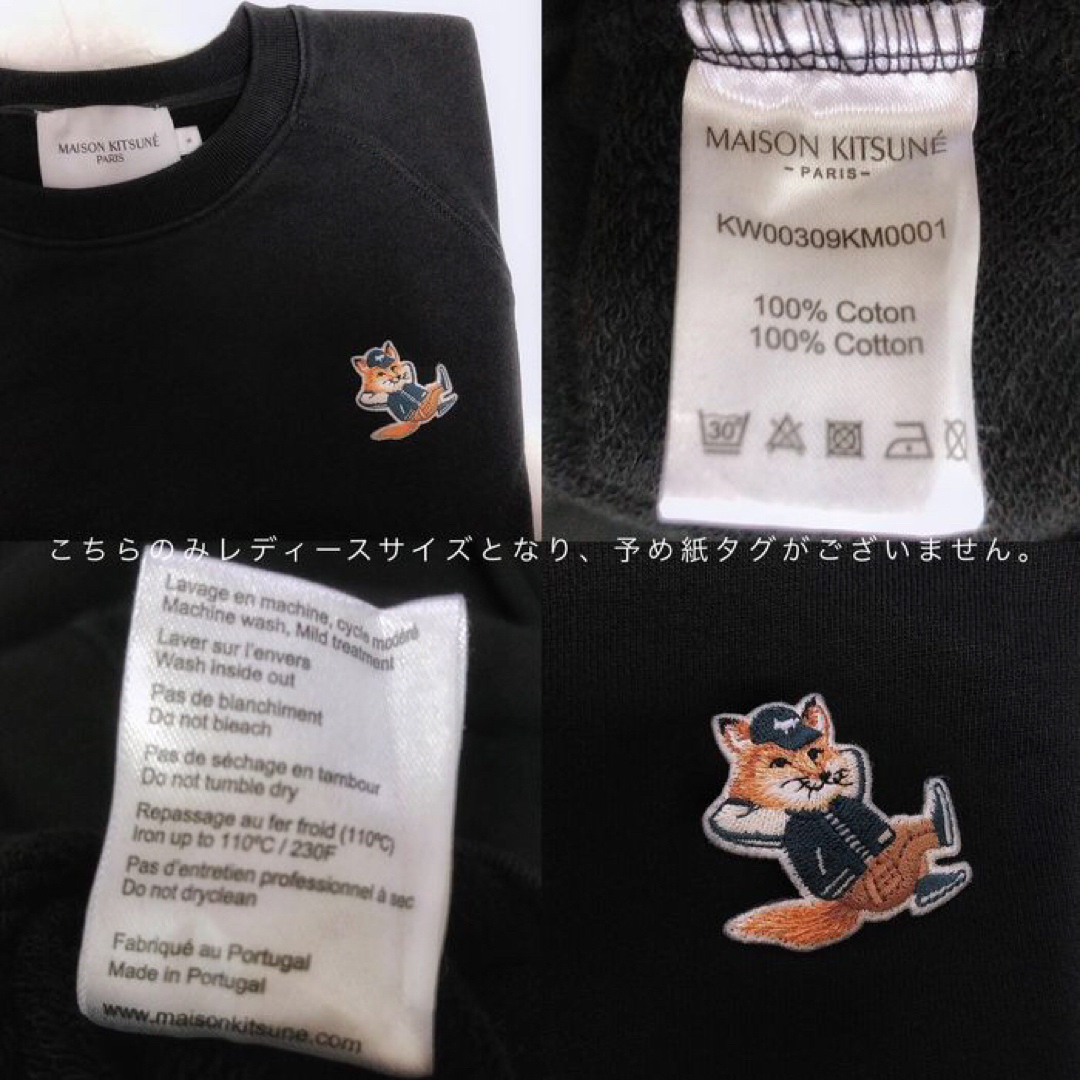 MAISON KITSUNÉ
PARIS
MAISON KITSUNÉ
-PARIS-
KW00309KM0001
100% Coton
100% Cotton
30°
こちらのみレディースサイズとなり、予め紙タグがございません。
Lavage en machine, cycle modéré
Machine wash, Mild treatment
Laver sur l'envers
Wash inside out
Pas de blanchiment
Do not bleach
Pas de séchage en tambour
Do not tumble dry
Repassage au fer froid (110ºC)
Iron up to 110ºC / 230F
Pas d'entretien professionnel à sec
Do not dryclean
Fabriqué au Portugal
Made in Portugal
www.maisonkitsune.com